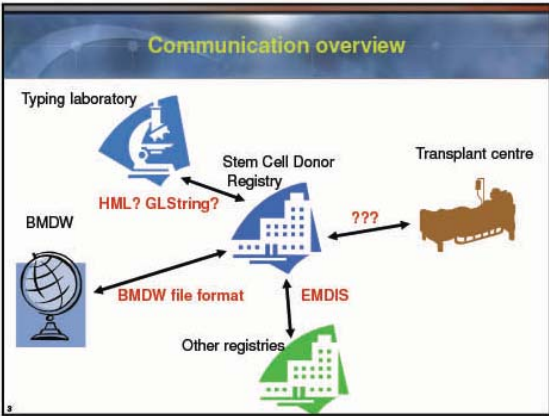 Communication overview
Typing laboratory
Stem Cell Donor
Registry
Transplant centre
HML? GLString?
???
BMDW
BMDW file format
EMDIS
Other registries
3